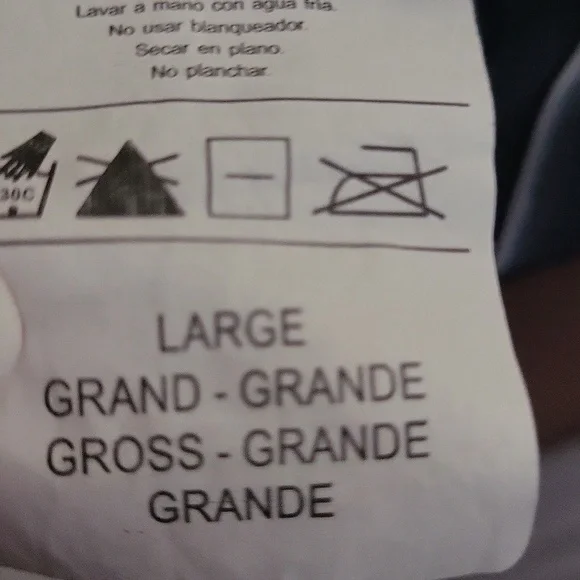 Lavar a mano con agua fría.
No usar blanqueador.
Secar en plano.
No planchar.
30C
LARGE
GRAND - GRANDE
GROSS - GRANDE
GRANDE